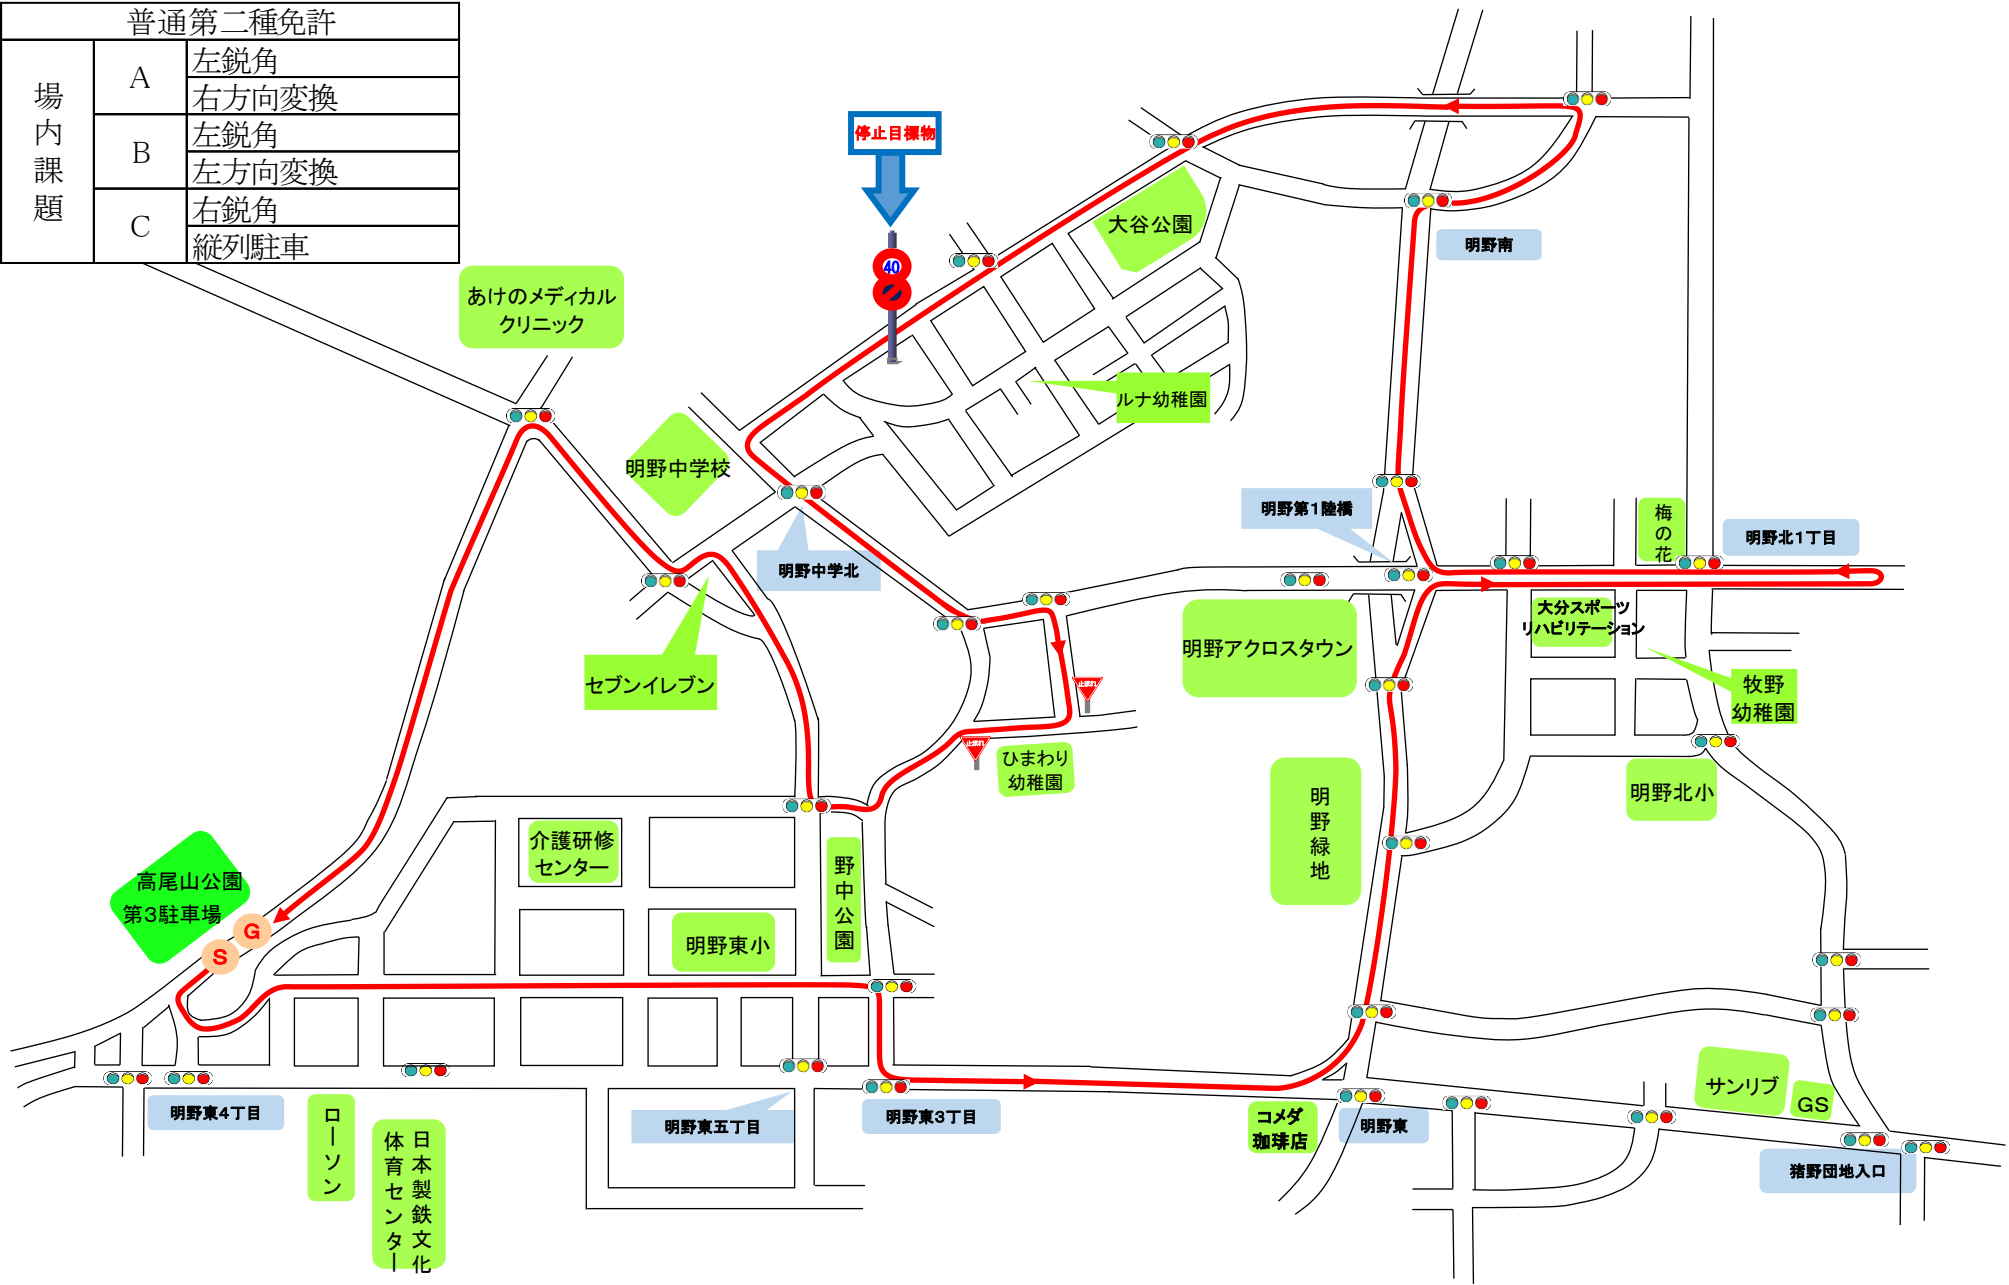 普通第二種免許
場内課題
A
左鋭角
右方向変換
B
左鋭角
左方向変換
C
右鋭角
縦列駐車
停止目標物
40
大谷公園
明野南
あけのメディカル
クリニック
ルナ幼稚園
明野中学校
明野第1陸橋
梅の花
明野北1丁目
明野中学北
大分スポーツ
リハビリテーション
明野アクロスタウン
セブンイレブン
牧野
幼稚園
止まれ
止まれ
ひまわり
幼稚園
明野緑地
明野北小
介護研修
センター
野中公園
高尾山公園
第3駐車場
G
S
明野東小
サンリブ
GS
明野東4丁目
ローソン
日本製鉄文化
体育センター
明野東五丁目
明野東3丁目
コメダ
珈琲店
明野東
猪野団地入口